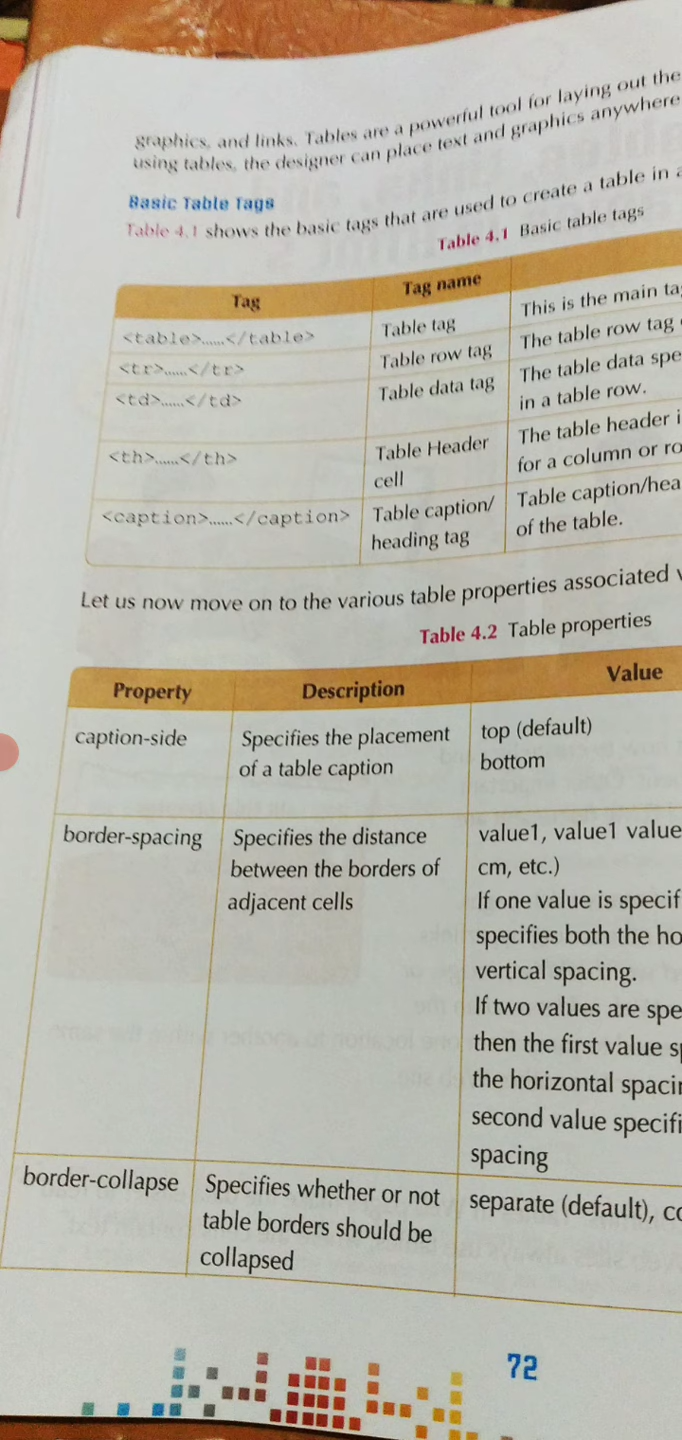 graphics, and links. Tables are a powerful tool for laying out the
using tables, the designer can place text and graphics anywhere
Basic Table Tags
Table 4.1 shows the basic tags that are used to create a table in a
Table 4.1 Basic table tags
Tag Tag name
<table>......</table> Table tag This is the main ta
<tr>......</tr> Table row tag The table row tag
<td>......</td> Table data tag The table data spe
in a table row.
<th>......</th> Table Header The table header i
cell for a column or ro
<caption>......</caption> Table caption/ Table caption/hea
heading tag of the table.
Let us now move on to the various table properties associated
Table 4.2 Table properties
Property Description Value
caption-side Specifies the placement top (default)
of a table caption bottom
border-spacing Specifies the distance value1, value1 value
between the borders of cm, etc.)
adjacent cells If one value is specif
specifies both the ho
vertical spacing.
If two values are spe
then the first value sp
the horizontal spacin
second value specifi
spacing
border-collapse Specifies whether or not separate (default), co
table borders should be
collapsed
72